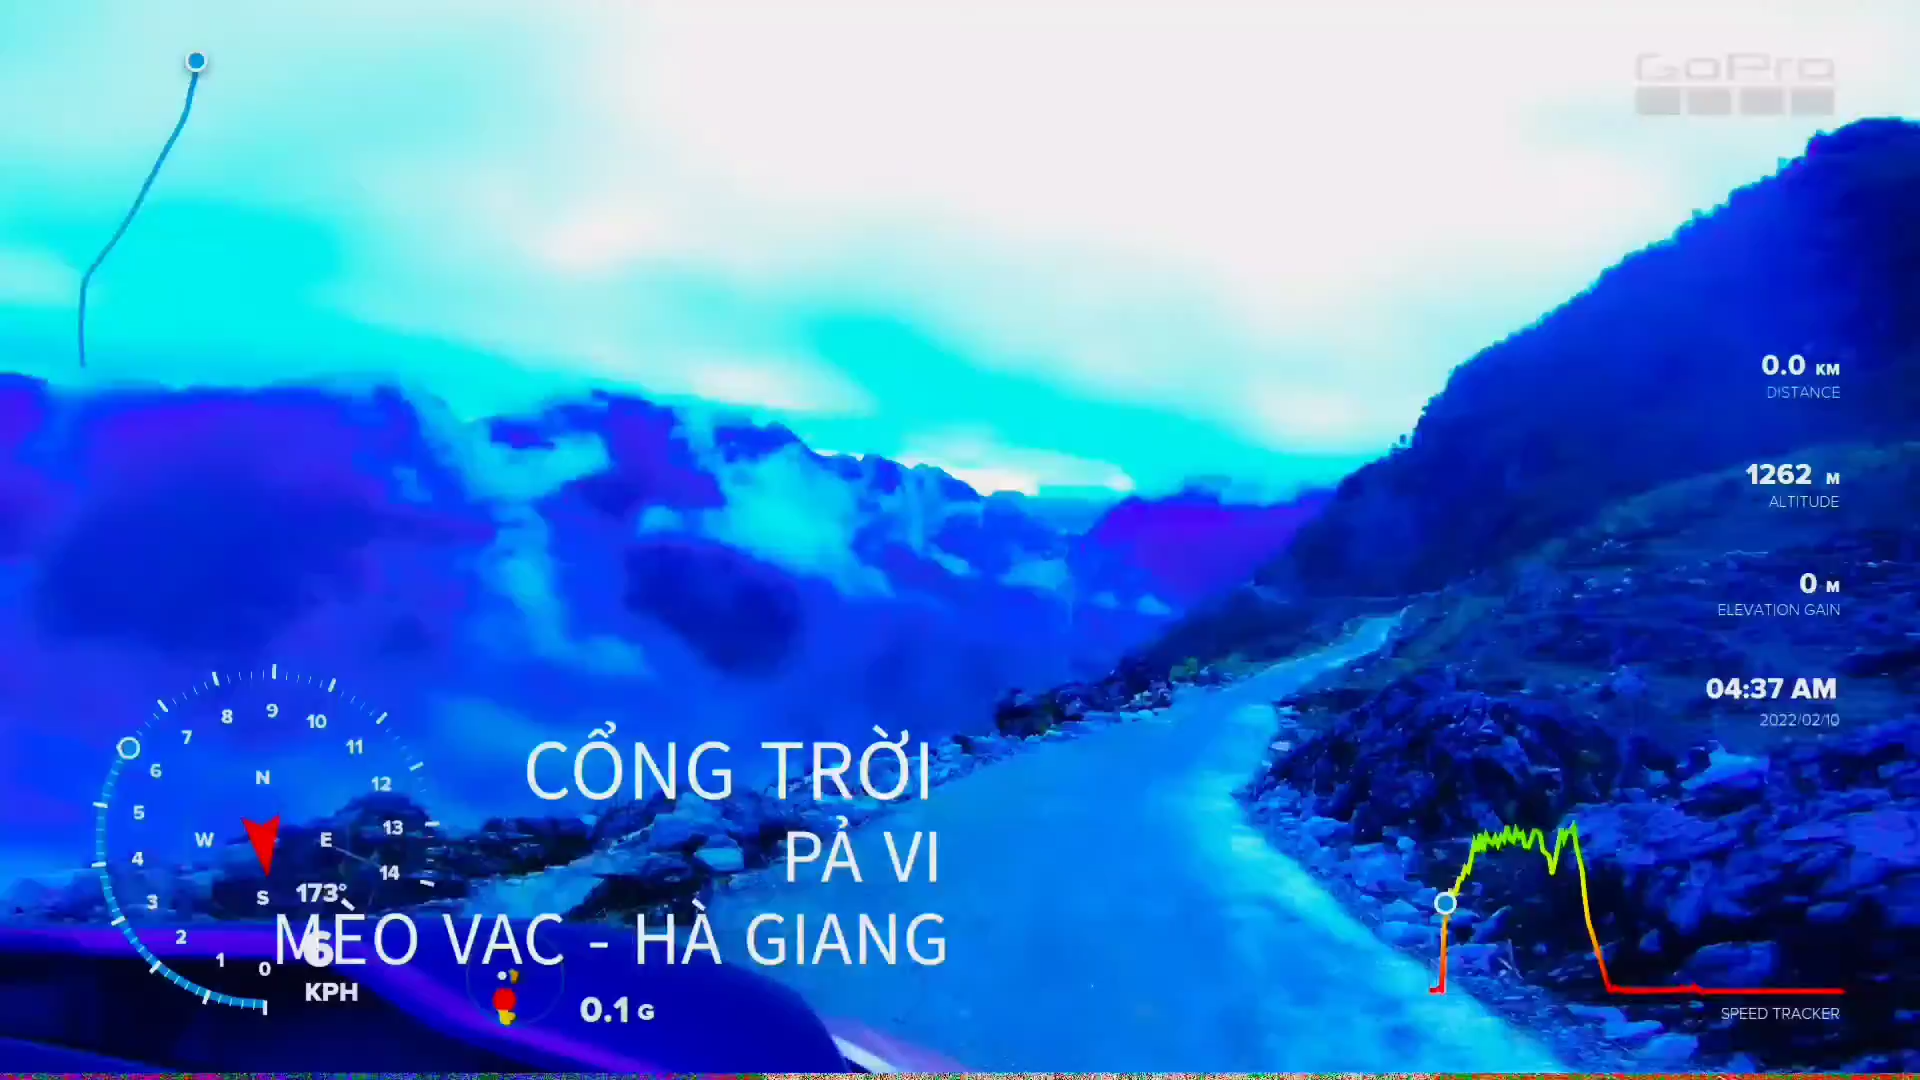 GoPro
0.0 KM
DISTANCE
1262 M
ALTITUDE
0 M
ELEVATION GAIN
04:37 AM
2022/02/10
CỔNG TRỜI
PẢ VI
MÈO VẠC - HÀ GIANG
0 1 2 3 4 5 6 7 8 9 10 11 12 13 14
N
W E
S 173°
6
KPH
0.1 G
SPEED TRACKER